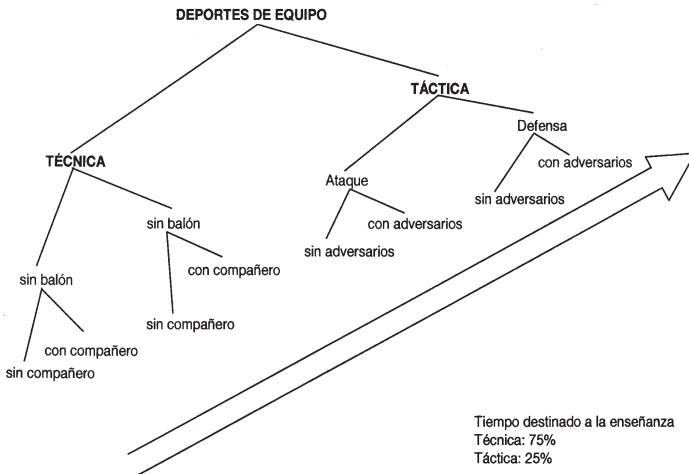 DEPORTES DE EQUIPO
TÁCTICA
Defensa
con adversarios
sin adversarios
Ataque
con adversarios
sin adversarios
TÉCNICA
sin balón
con compañero
sin compañero
sin balón
con compañero
sin compañero
Tiempo destinado a la enseñanza
Técnica: 75%
Táctica: 25%